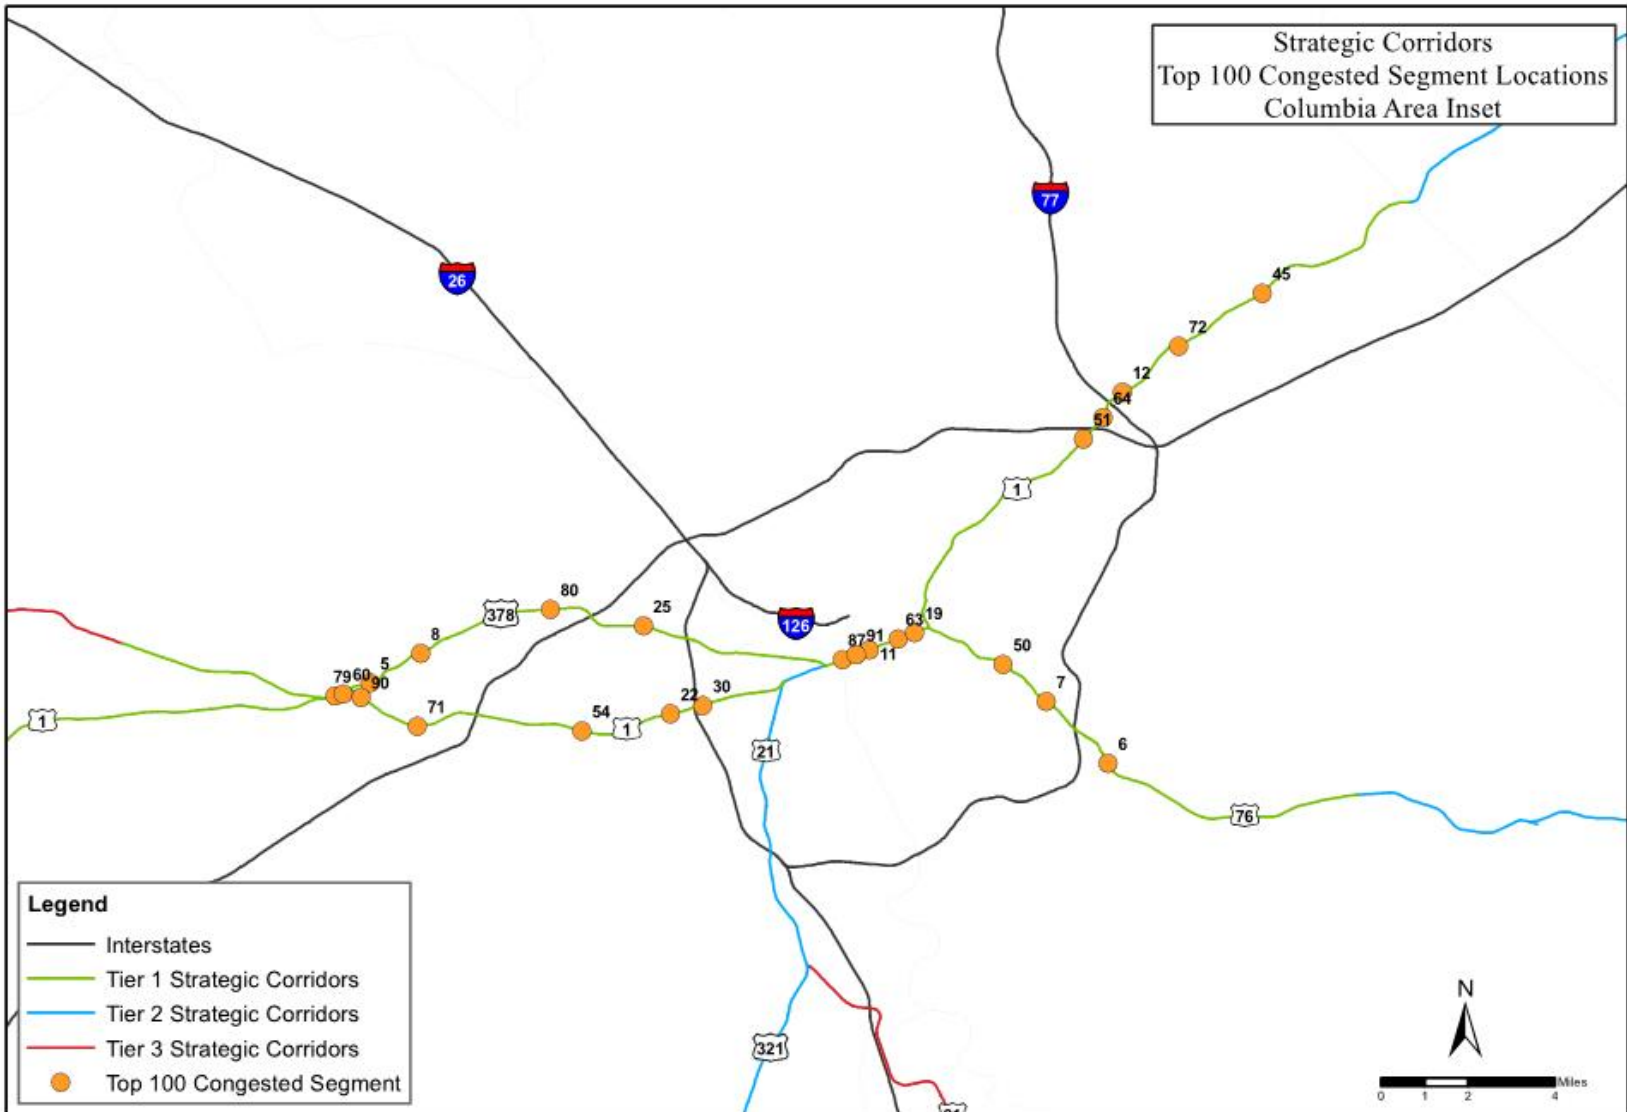 Strategic Corridors
Top 100 Congested Segment Locations
Columbia Area Inset
77
26
45
72
12
64
51
1
80
378
25
126
19
63
91
87
11
8
5
60
79
90
50
7
30
22
71
54
1
1
21
6
76
321
Legend
Interstates
Tier 1 Strategic Corridors
Tier 2 Strategic Corridors
Tier 3 Strategic Corridors
Top 100 Congested Segment
N
Miles
0 1 2 4